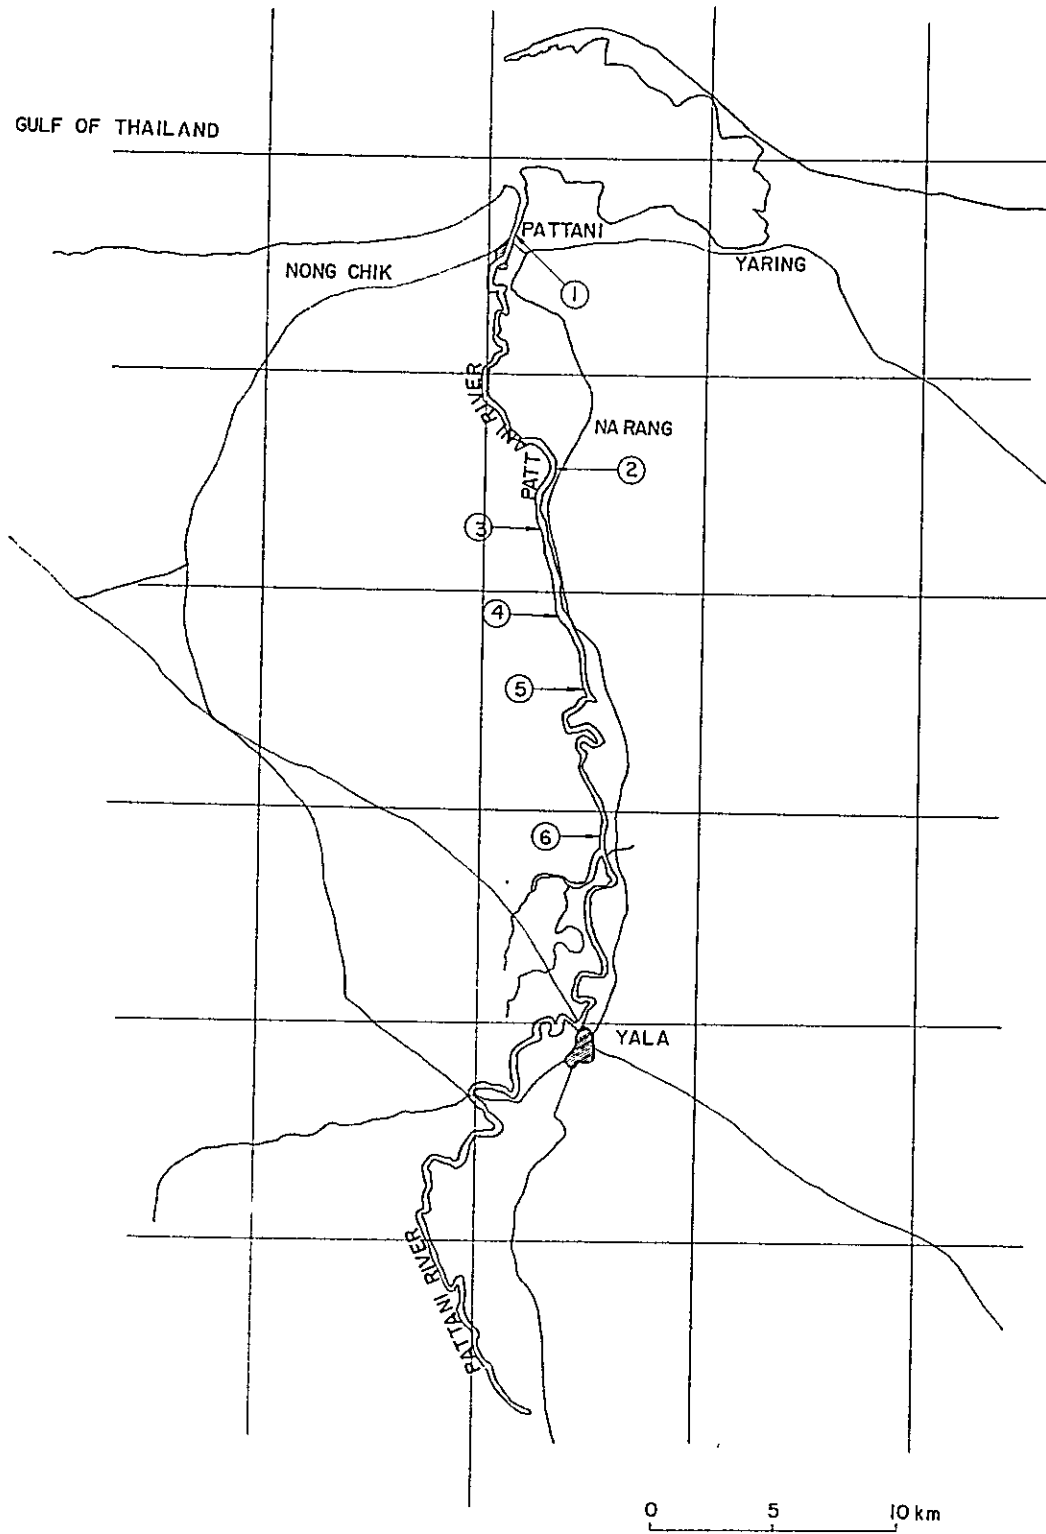 GULF OF THAILAND
PATTANI
NONG CHIK
YARING
①
PATTANI RIVER
NA RANG
②
③
④
⑤
⑥
YALA
PATTANI RIVER
0 5 10 km